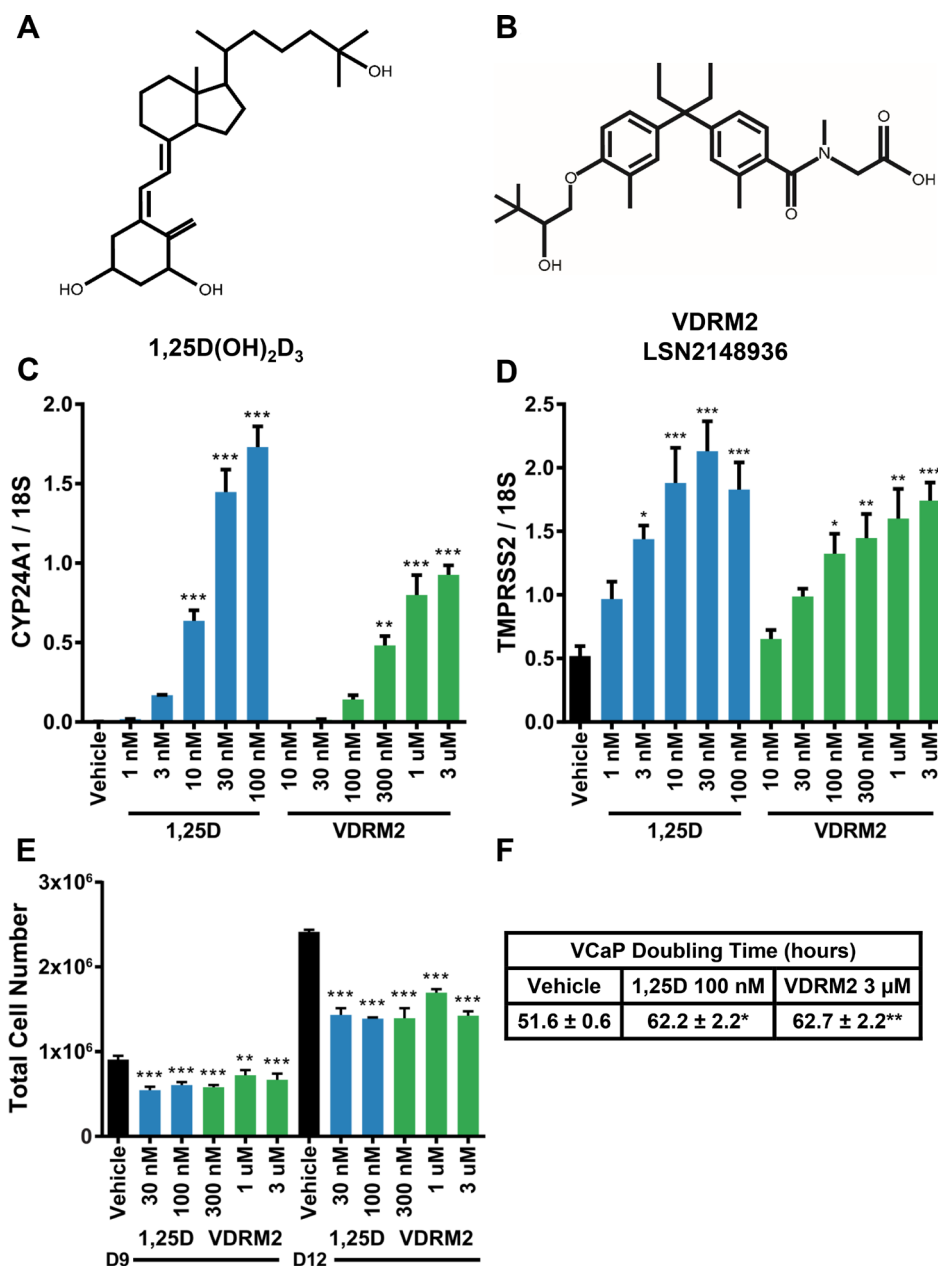 A
OH
HO
OH
1,25D(OH)₂D₃
B
O
OH
N
O
O
OH
VDRM2
LSN2148936
C
CYP24A1 / 18S
2.0
1.5
1.0
0.5
0.0
*** *** *** ** *** ***
Vehicle 1 nM 3 nM 10 nM 30 nM 100 nM 10 nM 30 nM 100 nM 300 nM 1 uM 3 uM
1,25D VDRM2
D
TMPRSS2 / 18S
2.5
2.0
1.5
1.0
0.5
0.0
* *** *** *** * ** ** ***
Vehicle 1 nM 3 nM 10 nM 30 nM 100 nM 10 nM 30 nM 100 nM 300 nM 1 uM 3 uM
1,25D VDRM2
E
Total Cell Number
3x10⁶
2x10⁶
1x10⁶
0
*** *** *** ** *** *** *** *** *** ***
Vehicle 30 nM 100 nM 300 nM 1 uM 3 uM Vehicle 30 nM 100 nM 300 nM 1 uM 3 uM
1,25D VDRM2 1,25D VDRM2
D9 D12
F
VCaP Doubling Time (hours)
Vehicle 1,25D 100 nM VDRM2 3 µM
51.6 ± 0.6 62.2 ± 2.2* 62.7 ± 2.2**